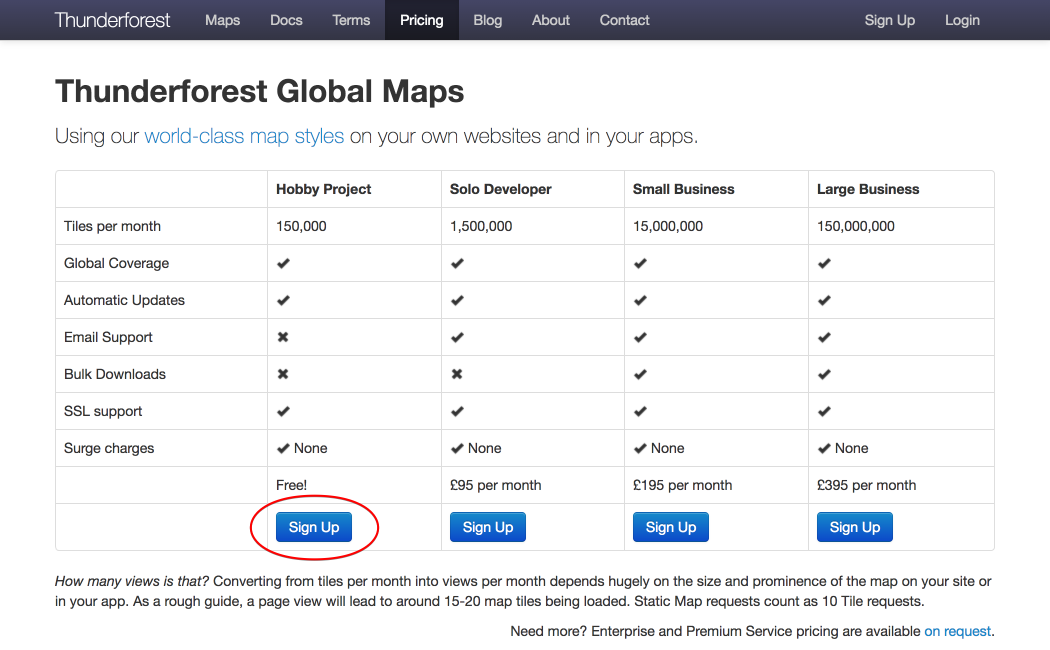 Thunderforest Maps Docs Terms Pricing Blog About Contact Sign Up Login
Thunderforest Global Maps
Using our world-class map styles on your own websites and in your apps.
Hobby Project Solo Developer Small Business Large Business
Tiles per month 150,000 1,500,000 15,000,000 150,000,000
Global Coverage ✔ ✔ ✔ ✔
Automatic Updates ✔ ✔ ✔ ✔
Email Support ✖ ✔ ✔ ✔
Bulk Downloads ✖ ✖ ✔ ✔
SSL support ✔ ✔ ✔ ✔
Surge charges ✔ None ✔ None ✔ None ✔ None
Free! £95 per month £195 per month £395 per month
Sign Up Sign Up Sign Up Sign Up
How many views is that? Converting from tiles per month into views per month depends hugely on the size and prominence of the map on your site or
in your app. As a rough guide, a page view will lead to around 15-20 map tiles being loaded. Static Map requests count as 10 Tile requests.
Need more? Enterprise and Premium Service pricing are available on request.